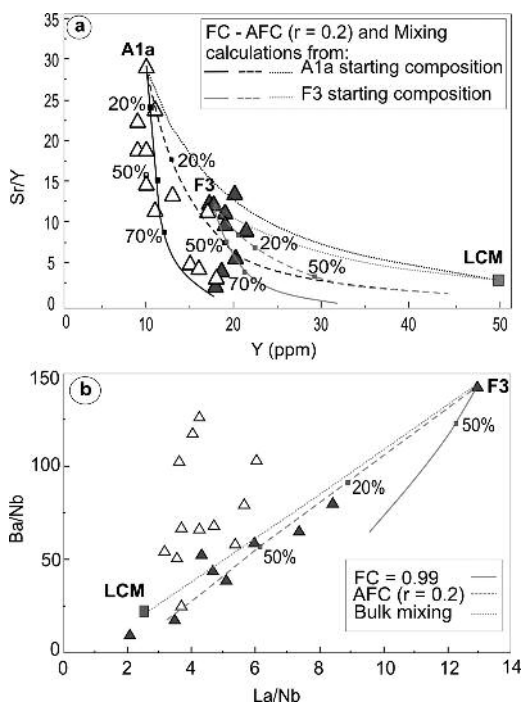 a
A1a
FC - AFC (r = 0.2) and Mixing
calculations from:
A1a starting composition
F3 starting composition
35
30
25
20
15
10
5
0
Sr/Y
20%
50%
70%
20%
F3
50%
70%
20%
50%
LCM
0
10
20
30
40
50
Y (ppm)
b
150
100
50
0
Ba/Nb
F3
50%
20%
50%
LCM
FC = 0.99
AFC (r = 0.2)
Bulk mixing
0
2
4
6
8
10
12
14
La/Nb